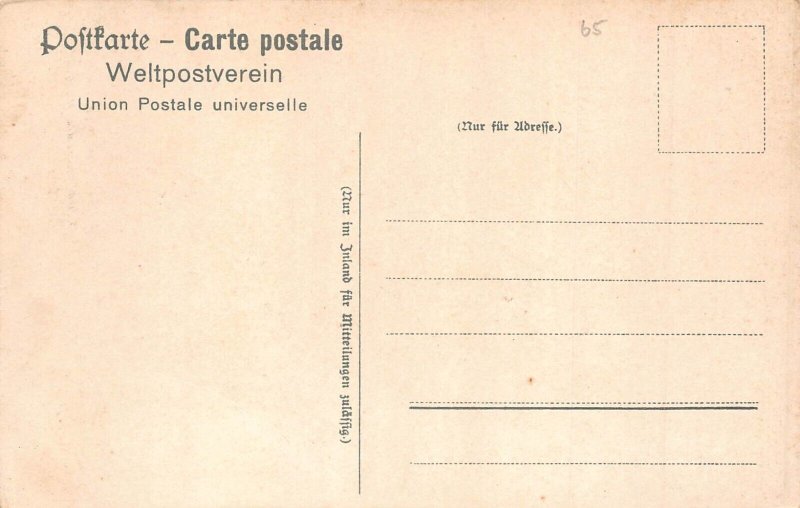 Postkarte – Carte postale
Weltpostverein
Union Postale universelle
65
(Nur für Adresse.)
(Nur im Inland für Mitteilungen zulässig.)